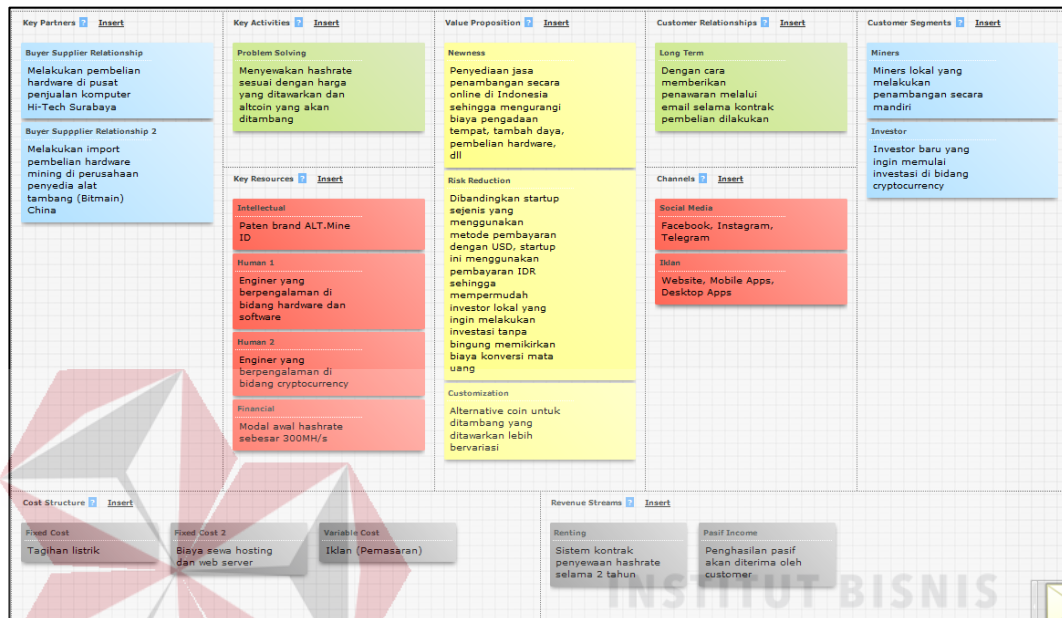 Key Partners ? Insert
Buyer Supplier Relationship
Melakukan pembelian
hardware di pusat
penjualan komputer
Hi-Tech Surabaya
Buyer Suppplier Relationship 2
Melakukan import
pembelian hardware
mining di perusahaan
penyedia alat
tambang (Bitmain)
China
Key Activities ? Insert
Problem Solving
Menyewakan hashrate
sesuai dengan harga
yang ditawarkan dan
altcoin yang akan
ditambang
Key Resources ? Insert
Intellectual
Paten brand ALT.Mine
ID
Human 1
Enginer yang
berpengalaman di
bidang hardware dan
software
Human 2
Enginer yang
berpengalaman di
bidang cryptocurrency
Financial
Modal awal hashrate
sebesar 300MH/s
Value Proposition ? Insert
Newness
Penyediaan jasa
penambangan secara
online di Indonesia
sehingga mengurangi
biaya pengadaan
tempat, tambah daya,
pembelian hardware,
dll
Risk Reduction
Dibandingkan startup
sejenis yang
menggunakan
metode pembayaran
dengan USD, startup
ini menggunakan
pembayaran IDR
sehingga
mempermudah
investor lokal yang
ingin melakukan
investasi tanpa
bingung memikirkan
biaya konversi mata
uang
Customization
Alternative coin untuk
ditambang yang
ditawarkan lebih
bervariasi
Customer Relationships ? Insert
Long Term
Dengan cara
memberikan
penawaran melalui
email selama kontrak
pembelian dilakukan
Channels ? Insert
Social Media
Facebook, Instagram,
Telegram
Iklan
Website, Mobile Apps,
Desktop Apps
Customer Segments ? Insert
Miners
Miners lokal yang
melakukan
penambangan secara
mandiri
Investor
Investor baru yang
ingin memulai
investasi di bidang
cryptocurrency
Cost Structure ? Insert
Fixed Cost
Tagihan listrik
Fixed Cost 2
Biaya sewa hosting
dan web server
Variable Cost
Iklan (Pemasaran)
Revenue Streams ? Insert
Renting
Sistem kontrak
penyewaan hashrate
selama 2 tahun
Pasif Income
Penghasilan pasif
akan diterima oleh
customer
INSTITUT BISNIS